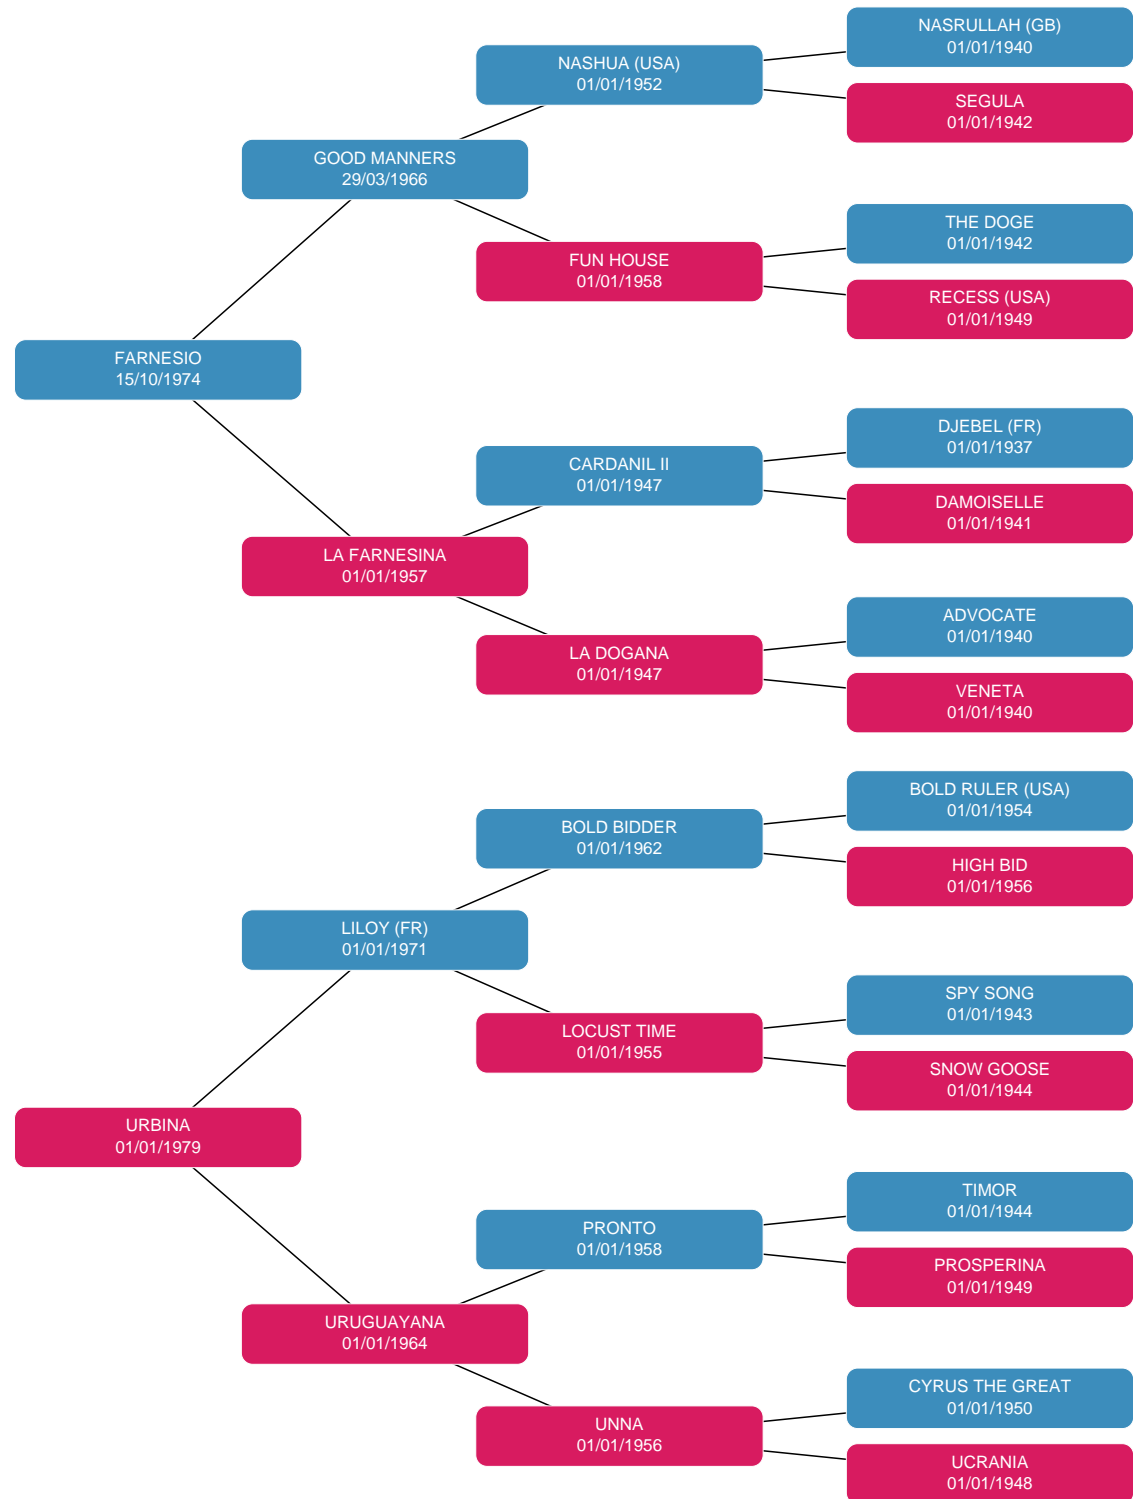 NASRULLAH (GB)
01/01/1940
NASHUA (USA)
01/01/1952
SEGULA
01/01/1942
GOOD MANNERS
29/03/1966
THE DOGE
01/01/1942
FUN HOUSE
01/01/1958
RECESS (USA)
01/01/1949
FARNESIO
15/10/1974
DJEBEL (FR)
01/01/1937
CARDANIL II
01/01/1947
DAMOISELLE
01/01/1941
LA FARNESINA
01/01/1957
ADVOCATE
01/01/1940
LA DOGANA
01/01/1947
VENETA
01/01/1940
BOLD RULER (USA)
01/01/1954
BOLD BIDDER
01/01/1962
HIGH BID
01/01/1956
LILOY (FR)
01/01/1971
SPY SONG
01/01/1943
LOCUST TIME
01/01/1955
SNOW GOOSE
01/01/1944
URBINA
01/01/1979
TIMOR
01/01/1944
PRONTO
01/01/1958
PROSPERINA
01/01/1949
URUGUAYANA
01/01/1964
CYRUS THE GREAT
01/01/1950
UNNA
01/01/1956
UCRANIA
01/01/1948